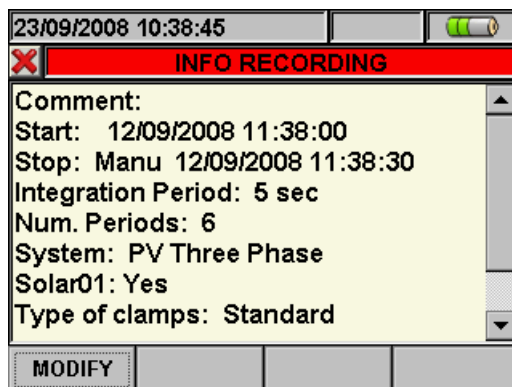 23/09/2008 10:38:45
INFO RECORDING
Comment:
Start: 12/09/2008 11:38:00
Stop: Manu 12/09/2008 11:38:30
Integration Period: 5 sec
Num. Periods: 6
System: PV Three Phase
Solar01: Yes
Type of clamps: Standard
MODIFY